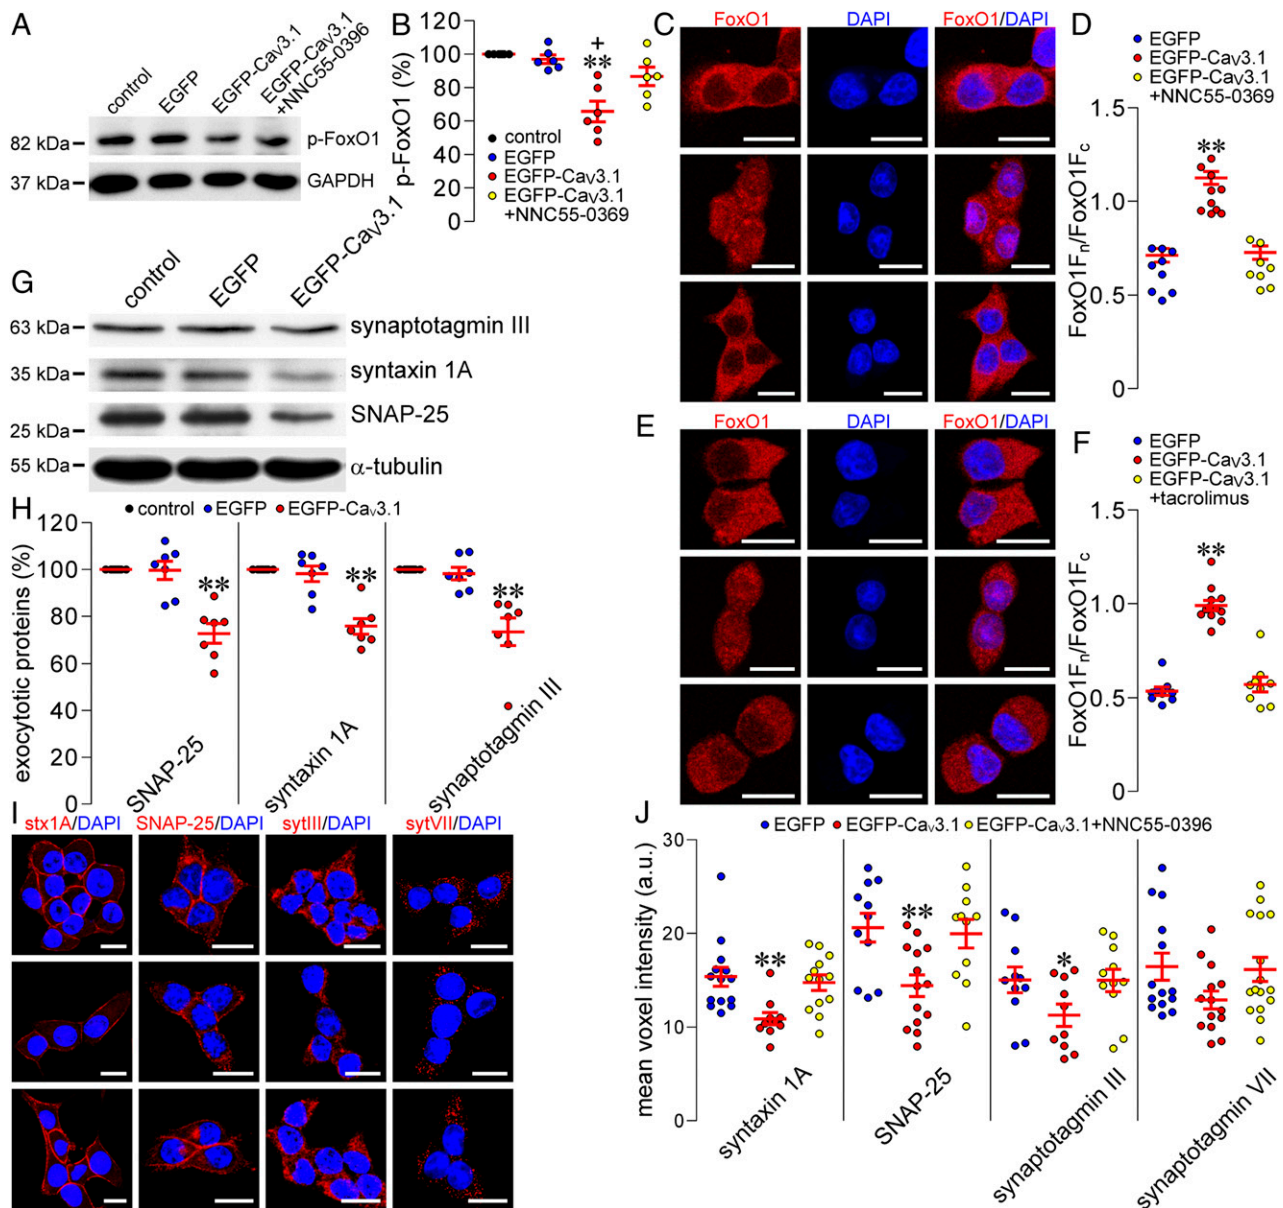 A
control
EGFP
EGFP-Cav3.1
EGFP-Cav3.1
+NNC55-0396
82 kDa
p-FoxO1
37 kDa
GAPDH
B
p-FoxO1 (%)
120
100
80
60
40
20
0
+
**
control
EGFP
EGFP-Cav3.1
EGFP-Cav3.1
+NNC55-0369
C
FoxO1
DAPI
FoxO1/DAPI
D
EGFP
EGFP-Cav3.1
EGFP-Cav3.1
+NNC55-0369
FoxO1Fn/FoxO1Fc
1.5
1.0
0.5
0
**
G
control
EGFP
EGFP-Cav3.1
63 kDa
synaptotagmin III
35 kDa
syntaxin 1A
SNAP-25
25 kDa
55 kDa
α-tubulin
E
FoxO1
DAPI
FoxO1/DAPI
F
EGFP
EGFP-Cav3.1
EGFP-Cav3.1
+tacrolimus
FoxO1Fn/FoxO1Fc
1.5
1.0
0.5
0
**
H
control
EGFP
EGFP-Cav3.1
exocytotic proteins (%)
120
100
80
60
40
20
0
**
**
**
SNAP-25
syntaxin 1A
synaptotagmin III
I
stx1A/DAPI
SNAP-25/DAPI
sytIII/DAPI
sytVII/DAPI
J
EGFP
EGFP-Cav3.1
EGFP-Cav3.1+NNC55-0396
mean voxel intensity (a.u.)
30
20
10
0
**
**
*
syntaxin 1A
SNAP-25
synaptotagmin III
synaptotagmin VII